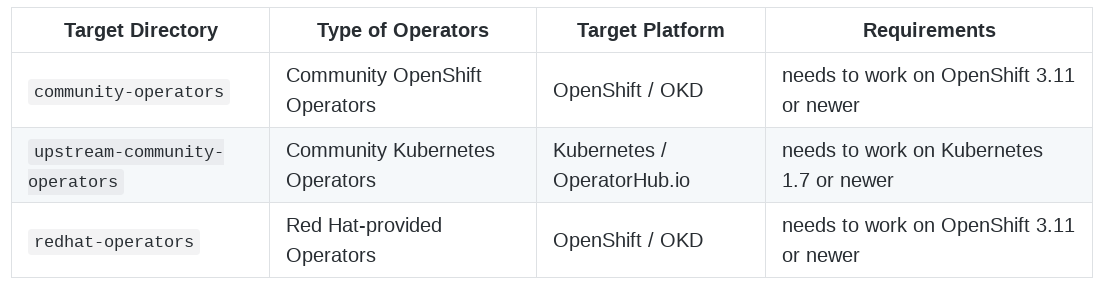 Target Directory Type of Operators Target Platform Requirements
community-operators
Community OpenShift
Operators
OpenShift / OKD
needs to work on OpenShift 3.11
or newer
upstream-community-
operators
Community Kubernetes
Operators
Kubernetes /
OperatorHub.io
needs to work on Kubernetes
1.7 or newer
redhat-operators
Red Hat-provided
Operators
OpenShift / OKD
needs to work on OpenShift 3.11
or newer